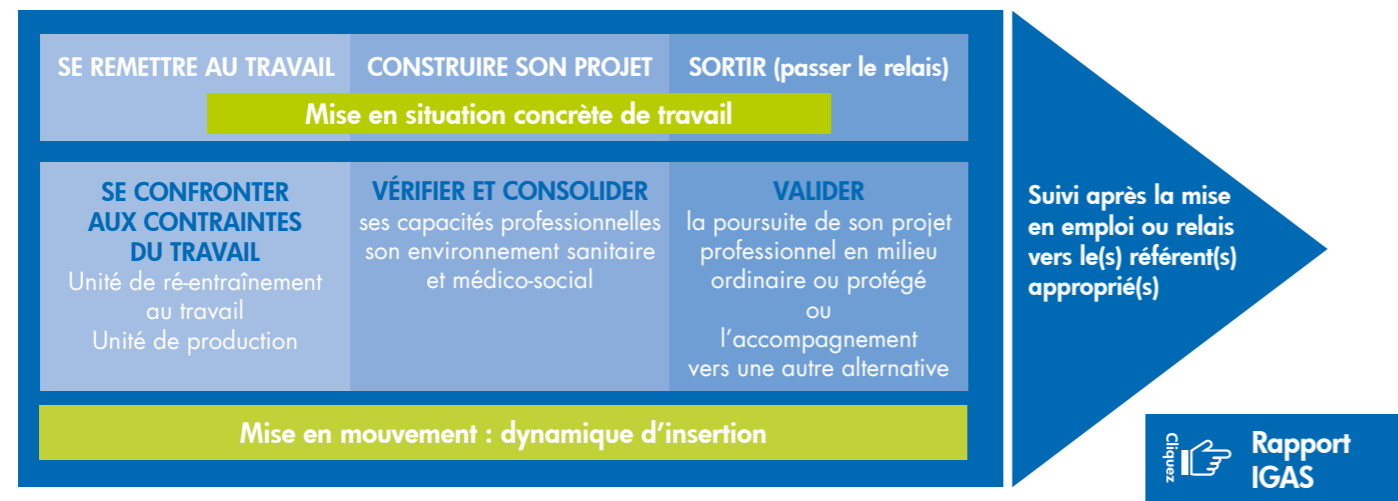 SE REMETTRE AU TRAVAIL
CONSTRUIRE SON PROJET
SORTIR (passer le relais)
Mise en situation concrète de travail
SE CONFRONTER
AUX CONTRAINTES
DU TRAVAIL
Unité de ré-entraînement
au travail
Unité de production
VÉRIFIER ET CONSOLIDER
ses capacités professionnelles
son environnement sanitaire
et médico-social
VALIDER
la poursuite de son projet
professionnel en milieu
ordinaire ou protégé
ou
l’accompagnement
vers une autre alternative
Mise en mouvement : dynamique d’insertion
Suivi après la mise
en emploi ou relais
vers le(s) référent(s)
approprié(s)
Cliquez
Rapport
IGAS